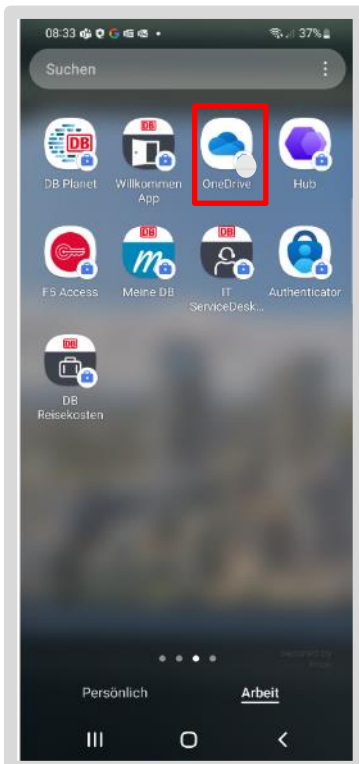 08:33
37%
Suchen
DB
DB
DB Planet
Willkommen
App
OneDrive
Hub
DB
DB
m
F5 Access
Meine DB
IT
ServiceDesk...
Authenticator
DB
DB
Reisekosten
Persönlich
Arbeit